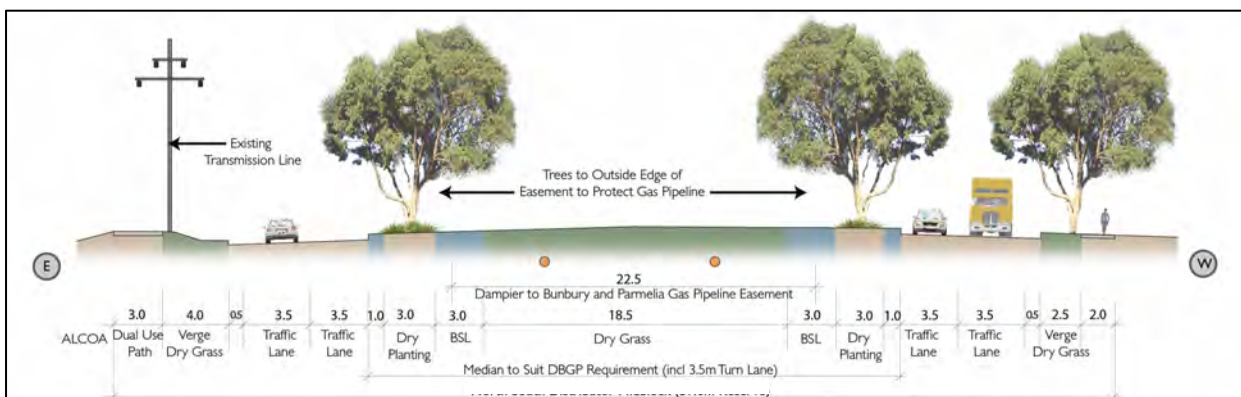 Existing
Transmission Line
Trees to Outside Edge of
Easement to Protect Gas Pipeline
E
W
22.5
Dampier to Bunbury and Parmelia Gas Pipeline Easement
3.0 4.0 0.5 3.5 3.5 1.0 3.0 3.0 18.5 3.0 3.0 1.0 3.5 3.5 0.5 2.5 2.0
ALCOA Dual Use Path
Verge Dry Grass
Traffic Lane
Traffic Lane
Dry Planting
BSL
Dry Grass
BSL
Dry Planting
Traffic Lane
Traffic Lane
Verge Dry Grass
Median to Suit DBGP Requirement (incl 3.5m Turn Lane)